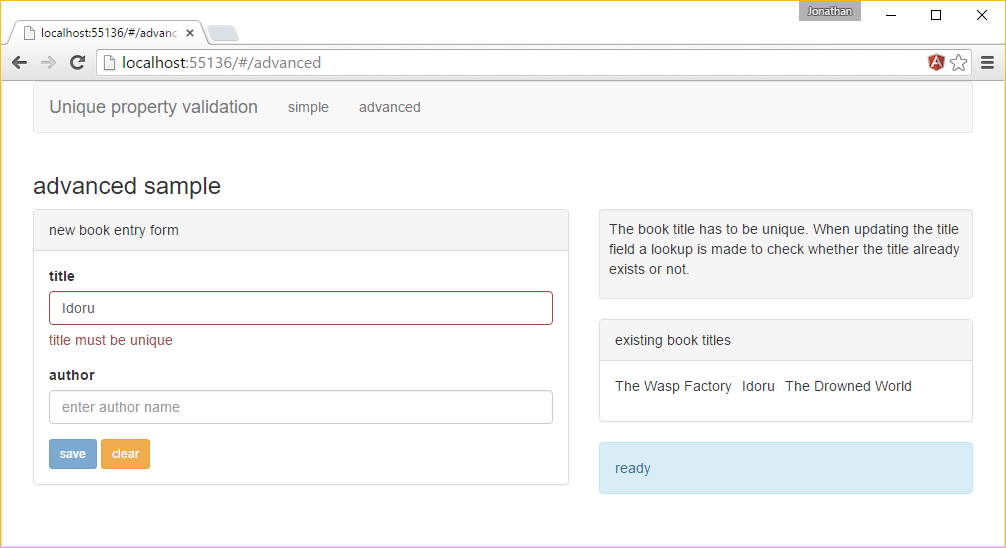 Jonathan
localhost:55136/#/advanc
localhost:55136/#/advanced
Unique property validation simple advanced
advanced sample
new book entry form
title
Idoru
title must be unique
author
enter author name
save clear
The book title has to be unique. When updating the title
field a lookup is made to check whether the title already
exists or not.
existing book titles
The Wasp Factory Idoru The Drowned World
ready